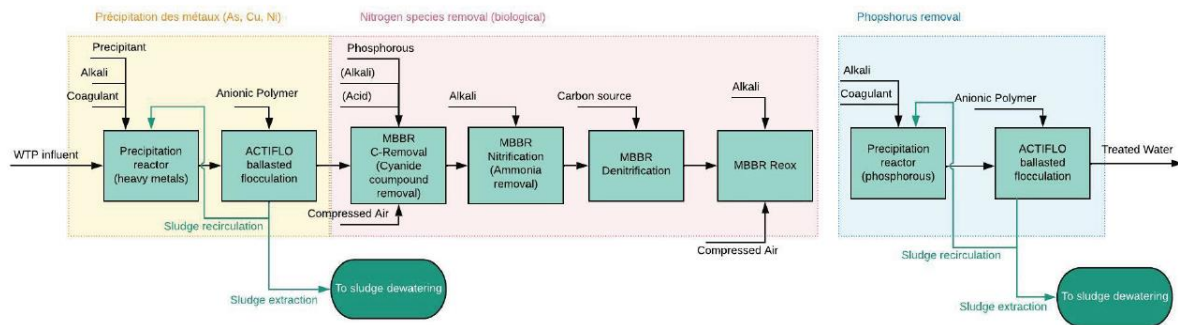 Précipitation des métaux (As, Cu, Ni)
Precipitant
Alkali
Coagulant
Anionic Polymer
WTP influent
Precipitation
reactor
(heavy metals)
ACTIFLO
ballasted
flocculation
Sludge recirculation
Sludge extraction
To sludge dewatering
Nitrogen species removal (biological)
Phosphorous
(Alkali)
(Acid)
MBBR
C-Removal
(Cyanide
coumpound
removal)
Compressed Air
Alkali
MBBR
Nitrification
(Ammonia
removal)
Carbon source
MBBR
Denitrification
Alkali
MBBR Reox
Compressed Air
Phopshorus removal
Alkali
Coagulant
Anionic Polymer
Precipitation
reactor
(phosphorous)
ACTIFLO
ballasted
flocculation
Treated Water
Sludge recirculation
Sludge extraction
To sludge dewatering